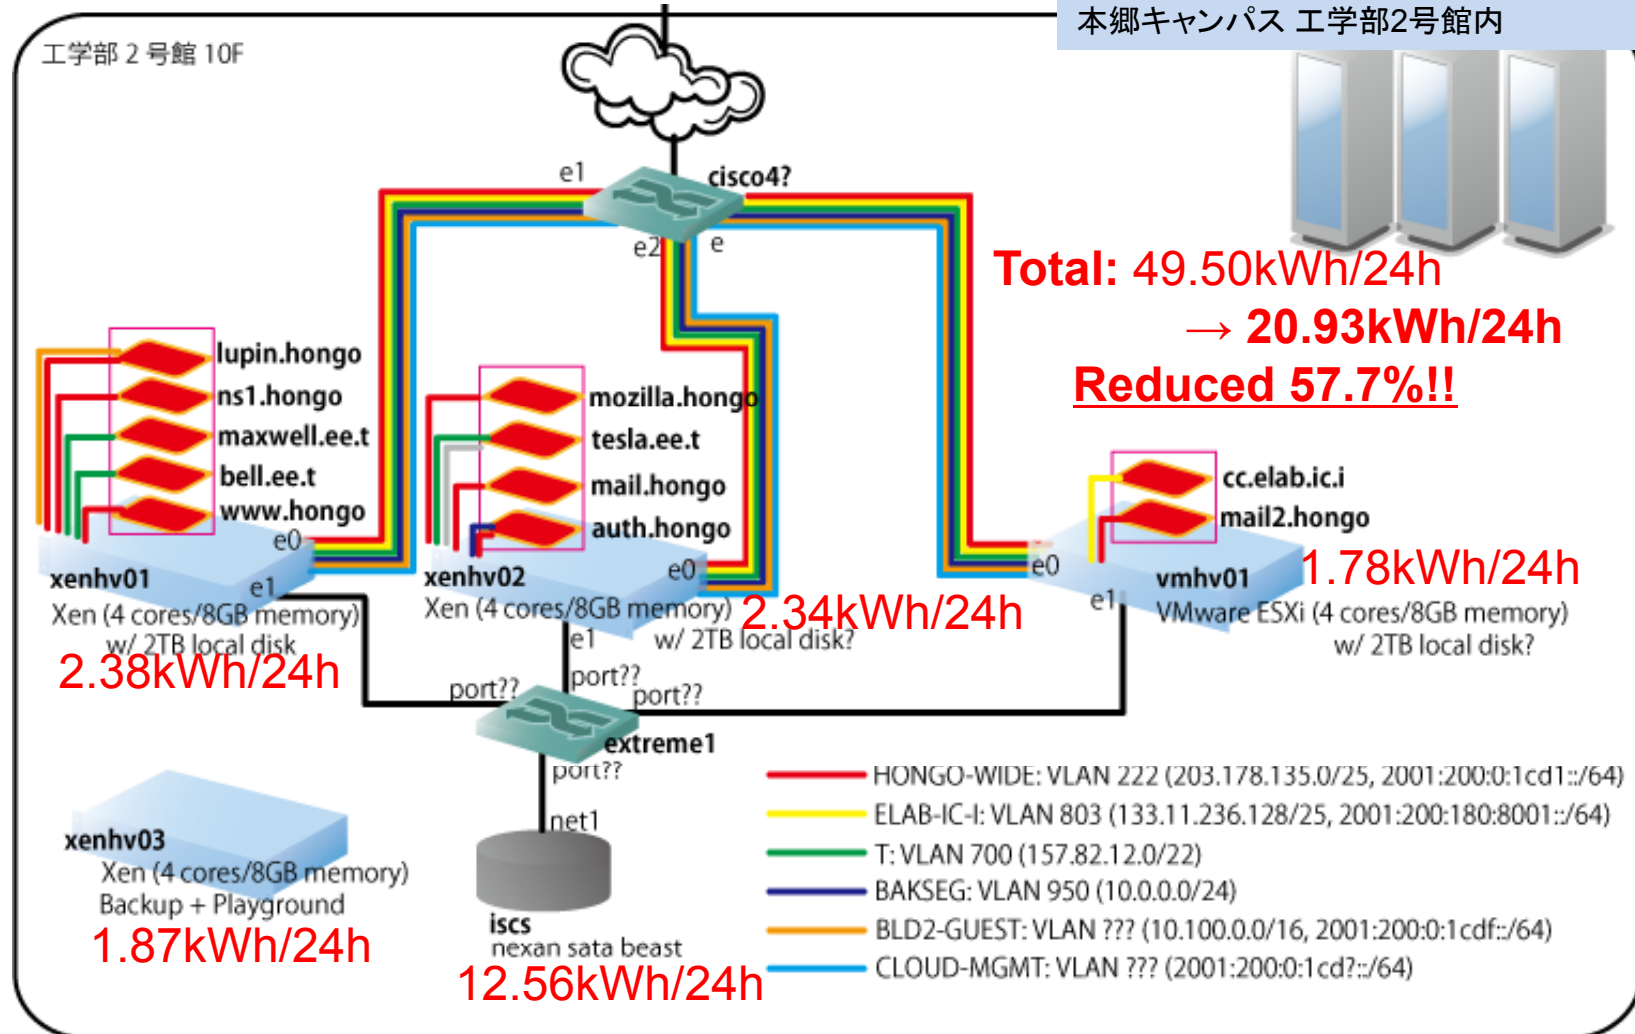 本郷キャンパス 工学部2号館内
工学部 2 号館 10F
e1
cisco4?
e2
e
Total: 49.50kWh/24h
→ 20.93kWh/24h
Reduced 57.7%!!
lupin.hongo
ns1.hongo
maxwell.ee.t
bell.ee.t
www.hongo
e0
xenhv01
e1
Xen (4 cores/8GB memory)
w/ 2TB local disk
2.38kWh/24h
mozilla.hongo
tesla.ee.t
mail.hongo
auth.hongo
e0
xenhv02
Xen (4 cores/8GB memory)
2.34kWh/24h
e1
w/ 2TB local disk?
cc.elab.ic.i
mail2.hongo
e0
vmhv01
1.78kWh/24h
e1
VMware ESXi (4 cores/8GB memory)
w/ 2TB local disk?
port??
port??
port??
extreme1
port??
net1
iscs
nexan sata beast
12.56kWh/24h
xenhv03
Xen (4 cores/8GB memory)
Backup + Playground
1.87kWh/24h
HONGO-WIDE: VLAN 222 (203.178.135.0/25, 2001:200:0:1cd1::/64)
ELAB-IC-I: VLAN 803 (133.11.236.128/25, 2001:200:180:8001::/64)
T: VLAN 700 (157.82.12.0/22)
BAKSEG: VLAN 950 (10.0.0.0/24)
BLD2-GUEST: VLAN ??? (10.100.0.0/16, 2001:200:0:1cdf::/64)
CLOUD-MGMT: VLAN ??? (2001:200:0:1cd?::/64)